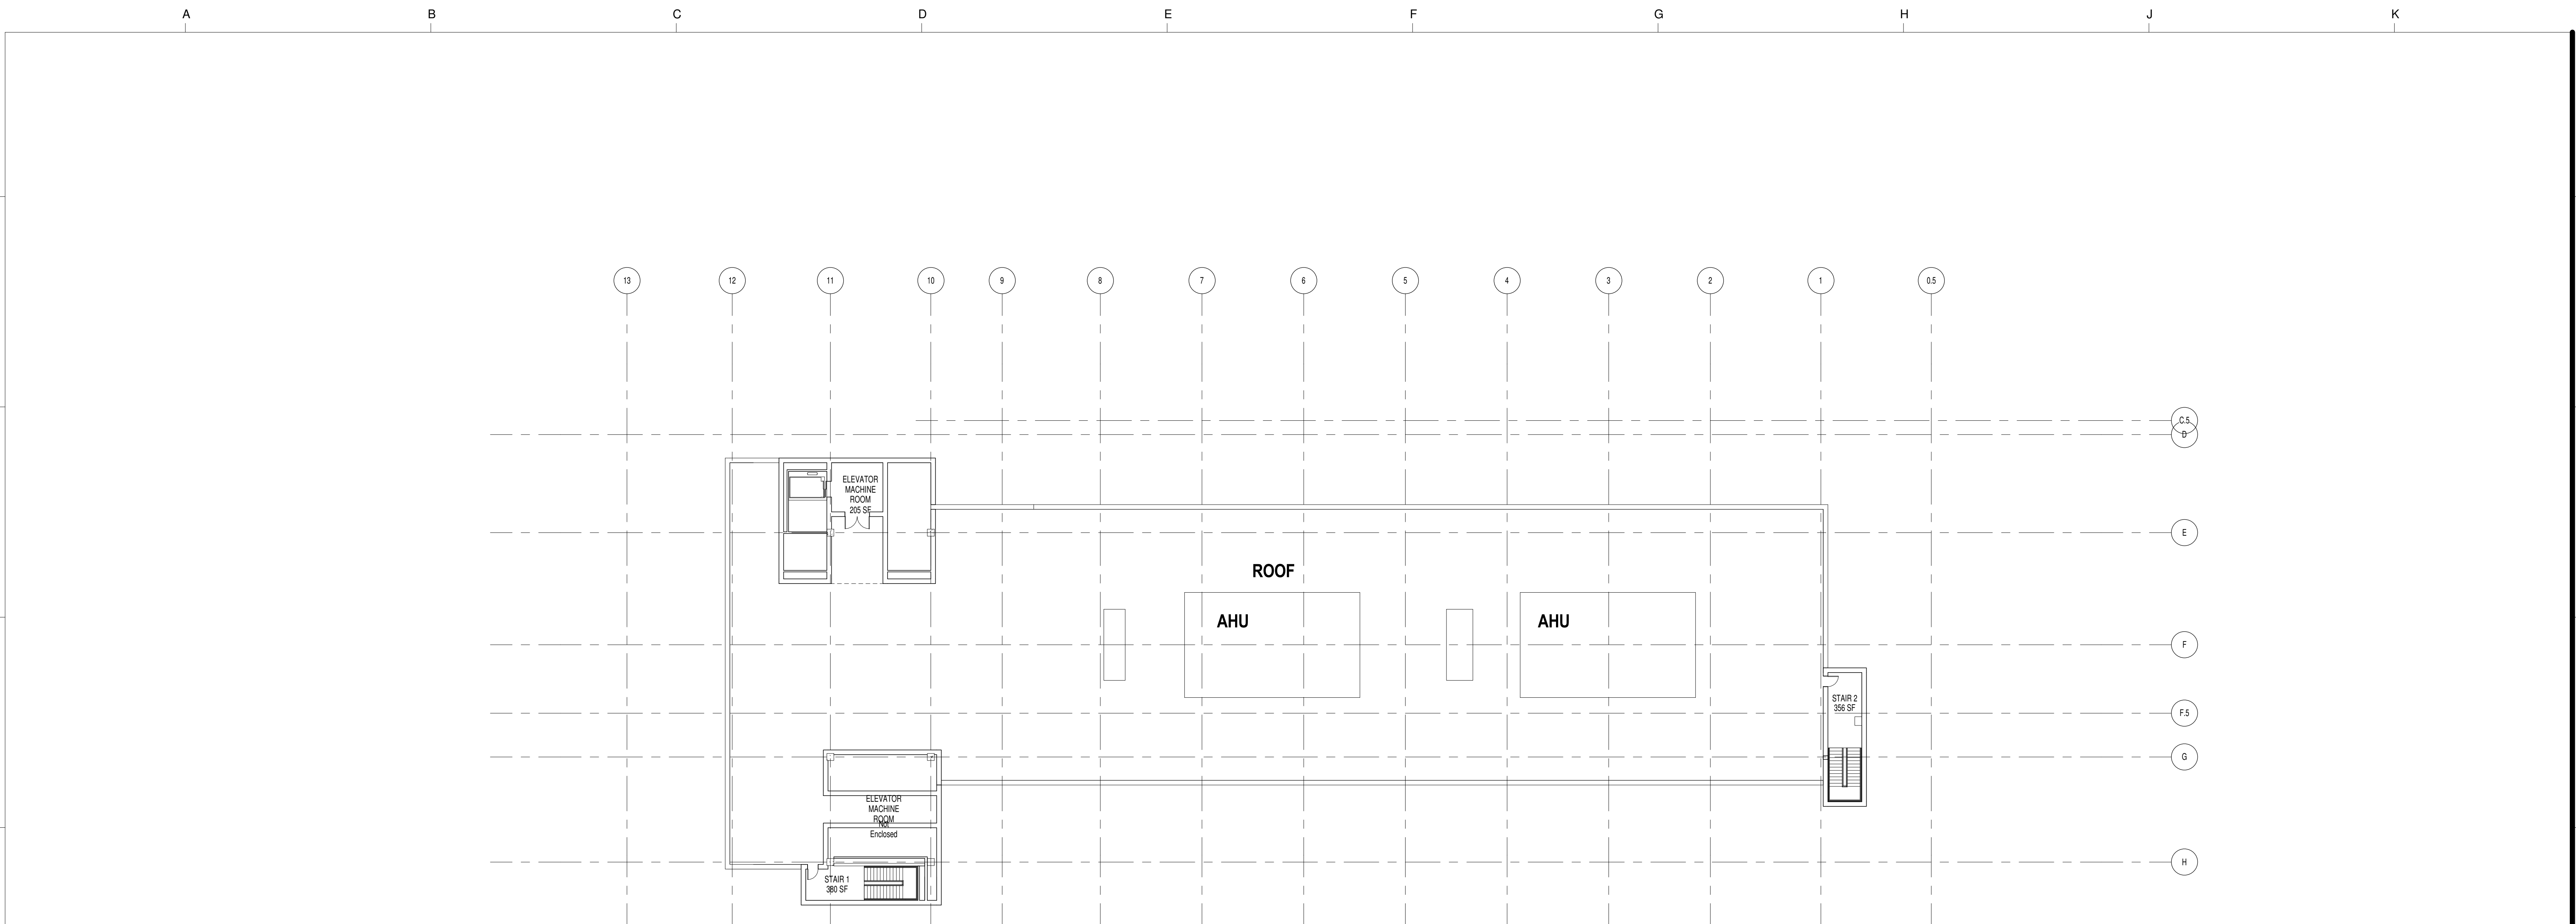 A B C D E F G H J K
13 12 11 10 9 8 7 6 5 4 3 2 1 0.5
C.5
D
ELEVATOR
MACHINE
ROOM
205 SF
E
ROOF
AHU AHU
F
STAIR 2
356 SF
F.5
G
ELEVATOR
MACHINE
ROOM
Not
Enclosed
H
STAIR 1
380 SF